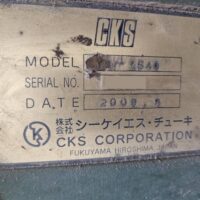 CKS
MODEL
SERIAL NO.
DATE 2000.
株式会社 シーケイエス・チューキ
CKS CORPORATION
FUKUYAMA HIROSHIMA, JAPAN